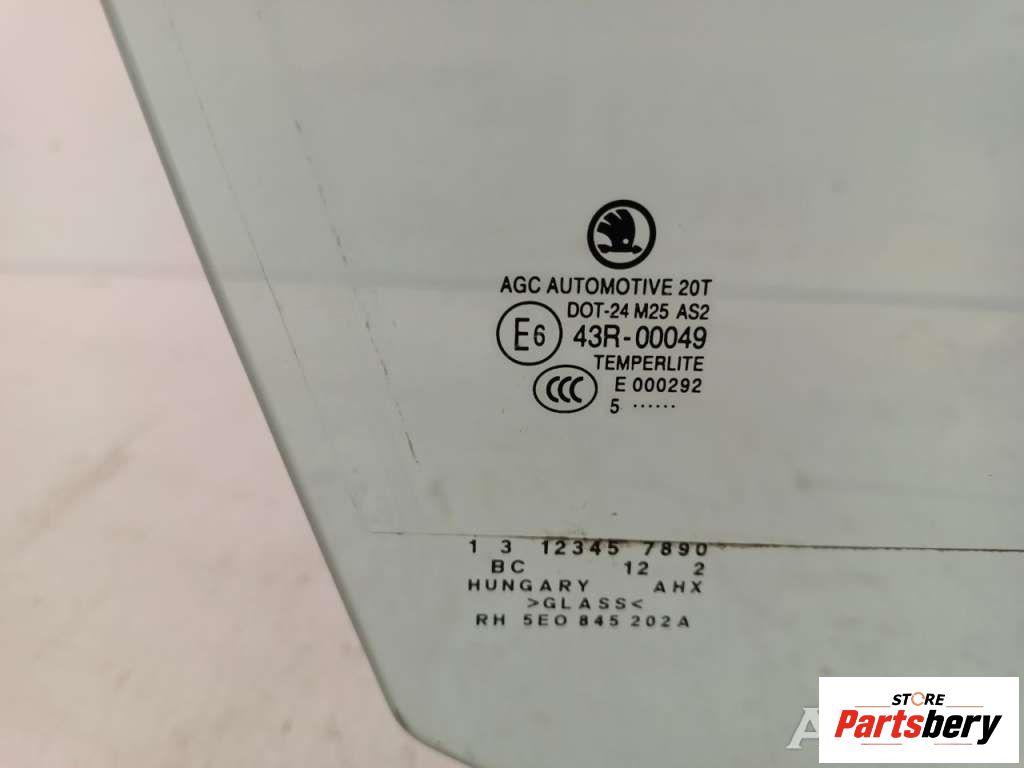 AGC AUTOMOTIVE 20T
DOT-24 M25 AS2
E6 43R-00049
TEMPERLITE
CCC E 000292
5 ......
1 3 12345 7890
BC 12 2
HUNGARY AHX
>GLASS<
RH 5E0 845 202A
STORE
Partsbery